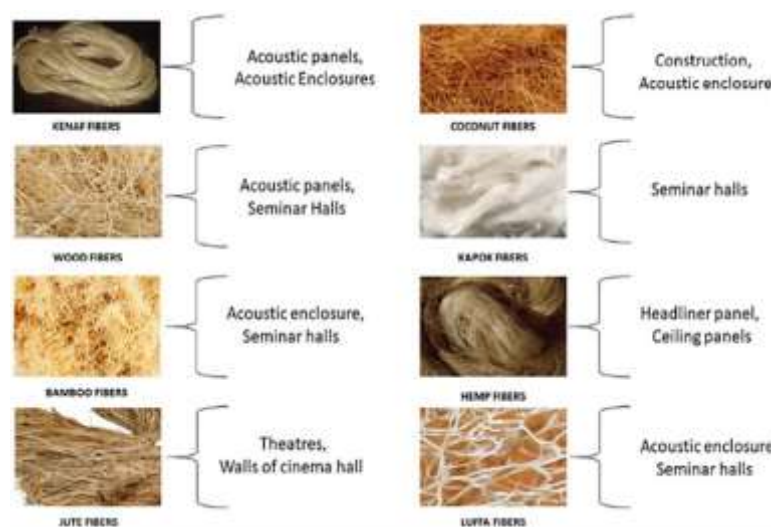 Acoustic panels,
Acoustic Enclosures
KENAF FIBERS
Construction,
Acoustic enclosure
COCONUT FIBERS
Acoustic panels,
Seminar Halls
WOOD FIBERS
Seminar halls
KAPOK FIBERS
Acoustic enclosure,
Seminar halls
BAMBOO FIBERS
Headliner panel,
Ceiling panels
HEMP FIBERS
Theatres,
Walls of cinema hall
JUTE FIBERS
Acoustic enclosure
Seminar halls
LUFFA FIBERS